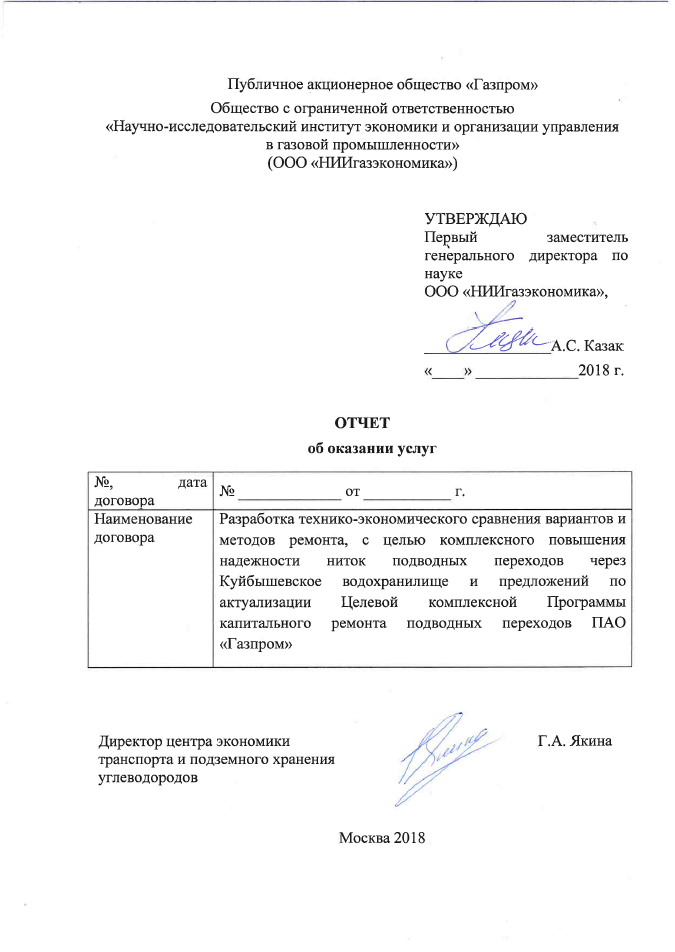 Публичное акционерное общество «Газпром»
Общество с ограниченной ответственностью
«Научно-исследовательский институт экономики и организации управления
в газовой промышленности»
(ООО «НИИгазэкономика»)
УТВЕРЖДАЮ
Первый заместитель
генерального директора по
науке
ООО «НИИгазэкономика»,
________________А.С. Казак
«____» _____________2018 г.
ОТЧЕТ
об оказании услуг
№, дата
договора
№ _____________ от ___________ г.
Наименование
договора
Разработка технико-экономического сравнения вариантов и
методов ремонта, с целью комплексного повышения
надежности ниток подводных переходов через
Куйбышевское водохранилище и предложений по
актуализации Целевой комплексной Программы
капитального ремонта подводных переходов ПАО
«Газпром»
Директор центра экономики
транспорта и подземного хранения
углеводородов
Г.А. Якина
Москва 2018